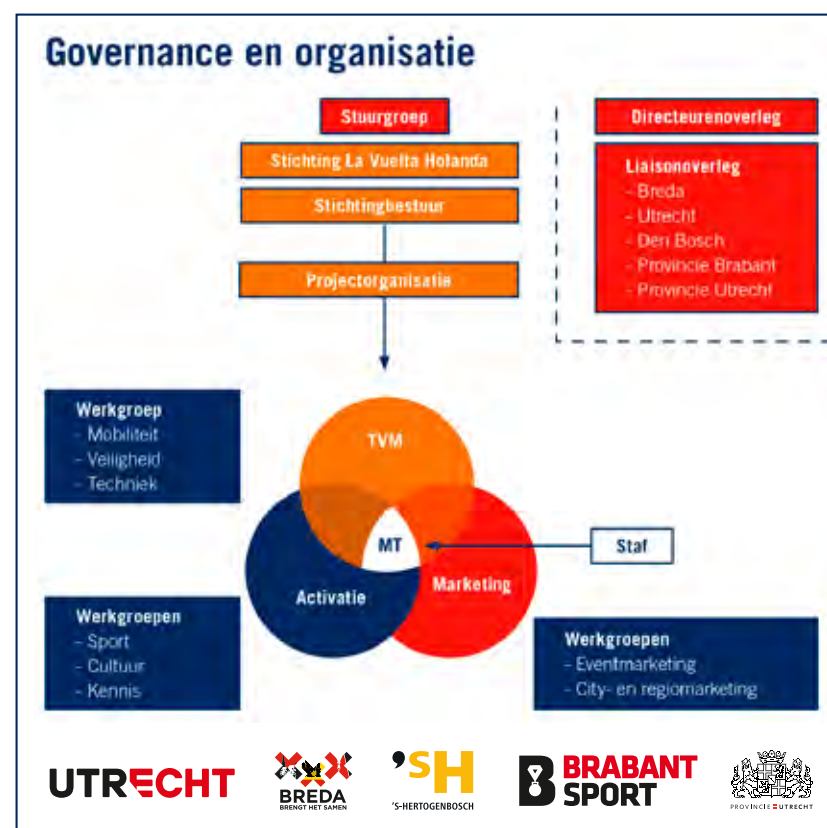 Governance en organisatie
Stuurgroep
Stichting La Vuelta Holanda
Stichtingbestuur
Projectorganisatie
Directeurenoverleg
Liaisonoverleg
- Breda
- Utrecht
- Den Bosch
- Provincie Brabant
- Provincie Utrecht
Werkgroep
- Mobiliteit
- Veiligheid
- Techniek
TVM
MT
Activatie
Marketing
Staf
Werkgroepen
- Sport
- Cultuur
- Kennis
Werkgroepen
- Eventmarketing
- City- en regiomarketing
UTRECHT
BREDA
BRENGT HET SAMEN
'SH
'S-HERTOGENBOSCH
B BRABANT
SPORT
PROVINCIE UTRECHT